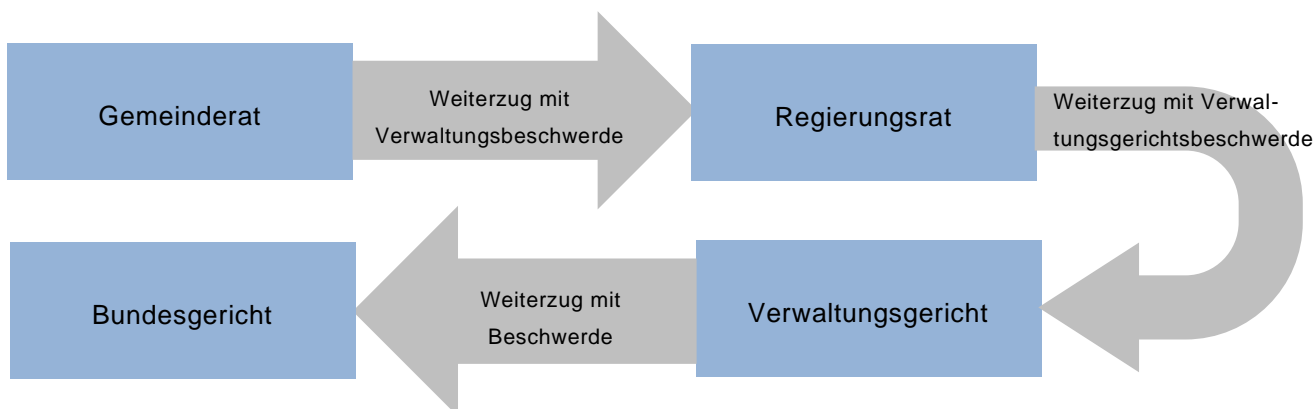 Gemeinderat
Weiterzug mit
Verwaltungsbeschwerde
Regierungsrat
Weiterzug mit Verwal-
tungsgerichtsbeschwerde
Bundesgericht
Weiterzug mit
Beschwerde
Verwaltungsgericht